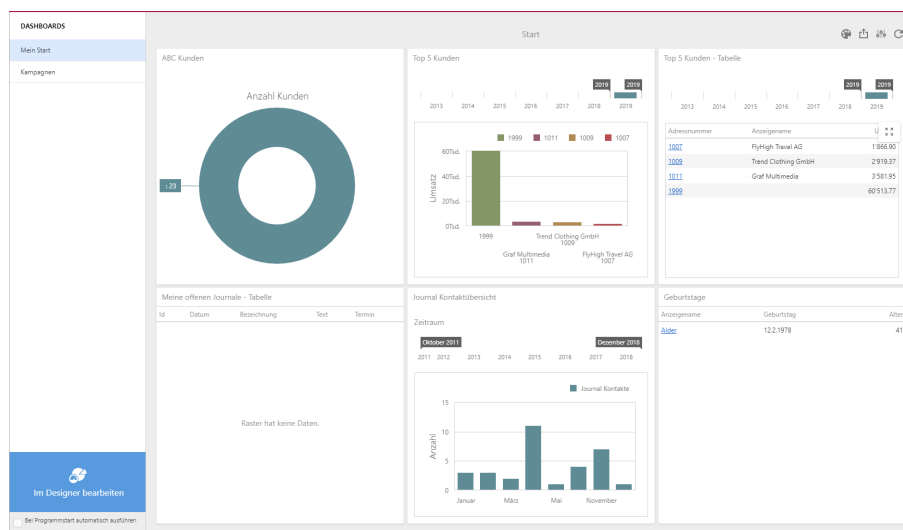 DASHBOARDS
Mein Start
Kampagnen
Im Designer bearbeiten
Bei Programmstart automatisch ausführen
Start
ABC Kunden
Anzahl Kunden
: 23
Top 5 Kunden
2019 2019
2013 2014 2015 2016 2017 2018 2019
1999 1011 1009 1007
60Tsd.
40Tsd.
20Tsd.
0Tsd.
Umsatz
1999
Trend Clothing GmbH
1009
Graf Multimedia
1011
FlyHigh Travel AG
1007
Top 5 Kunden - Tabelle
2019 2019
2013 2014 2015 2016 2017 2018 2019
Adressnummer Anzeigename
1007 FlyHigh Travel AG 1'866.90
1009 Trend Clothing GmbH 2'919.37
1011 Graf Multimedia 3'581.95
1999 60'513.77
Meine offenen Journale - Tabelle
Id Datum Bezeichnung Text Termin
Raster hat keine Daten.
Journal Kontaktübersicht
Zeitraum
Oktober 2011 Dezember 2018
2011 2012 2013 2014 2015 2016 2017 2018
Journal Kontakte
15
10
5
0
Anzahl
Januar März Mai November
Geburtstage
Anzeigename Geburtstag Alter
Alder 12.2.1978 41